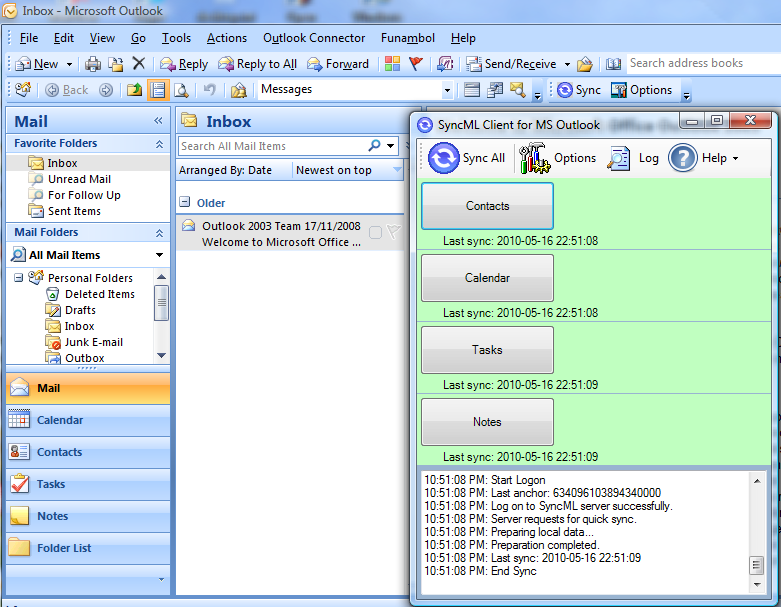 Inbox - Microsoft Outlook
File Edit View Go Tools Actions Outlook Connector Funambol Help
New Reply Reply to All Forward Send/Receive Search address books
Back Messages Sync Options
Mail «
Favorite Folders
Inbox
Unread Mail
For Follow Up
Sent Items
Mail Folders
All Mail Items
Personal Folders
Deleted Items
Drafts
Inbox
Junk E-mail
Outbox
Mail
Calendar
Contacts
Tasks
Notes
Folder List
Inbox
Search All Mail Items
Arranged By: Date Newest on top
Older
Outlook 2003 Team 17/11/2008
Welcome to Microsoft Office ...
SyncML Client for MS Outlook
Sync All Options Log Help
Contacts
Last sync: 2010-05-16 22:51:08
Calendar
Last sync: 2010-05-16 22:51:08
Tasks
Last sync: 2010-05-16 22:51:09
Notes
Last sync: 2010-05-16 22:51:09
10:51:08 PM: Start Logon
10:51:08 PM: Last anchor: 634096103894340000
10:51:08 PM: Log on to SyncML server successfully.
10:51:08 PM: Server requests for quick sync.
10:51:08 PM: Preparing local data...
10:51:08 PM: Preparation completed.
10:51:08 PM: Last sync: 2010-05-16 22:51:09
10:51:08 PM: End Sync